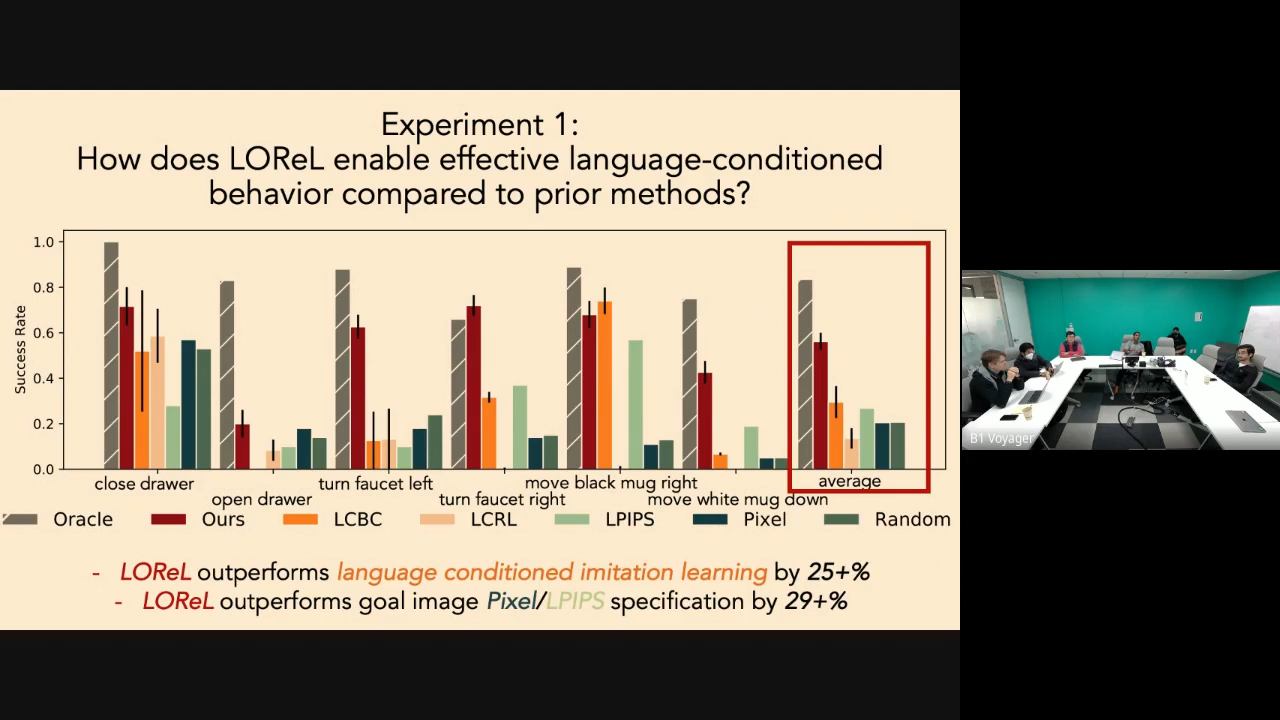 Experiment 1:
How does LOReL enable effective language-conditioned
behavior compared to prior methods?
1.0
0.8
0.6
0.4
0.2
0.0
Success Rate
close drawer
open drawer
turn faucet left
turn faucet right
move black mug right
move white mug down
average
Oracle Ours LCBC LCRL LPIPS Pixel Random
- LOReL outperforms language conditioned imitation learning by 25+%
- LOReL outperforms goal image Pixel/LPIPS specification by 29+%
B1 Voyager